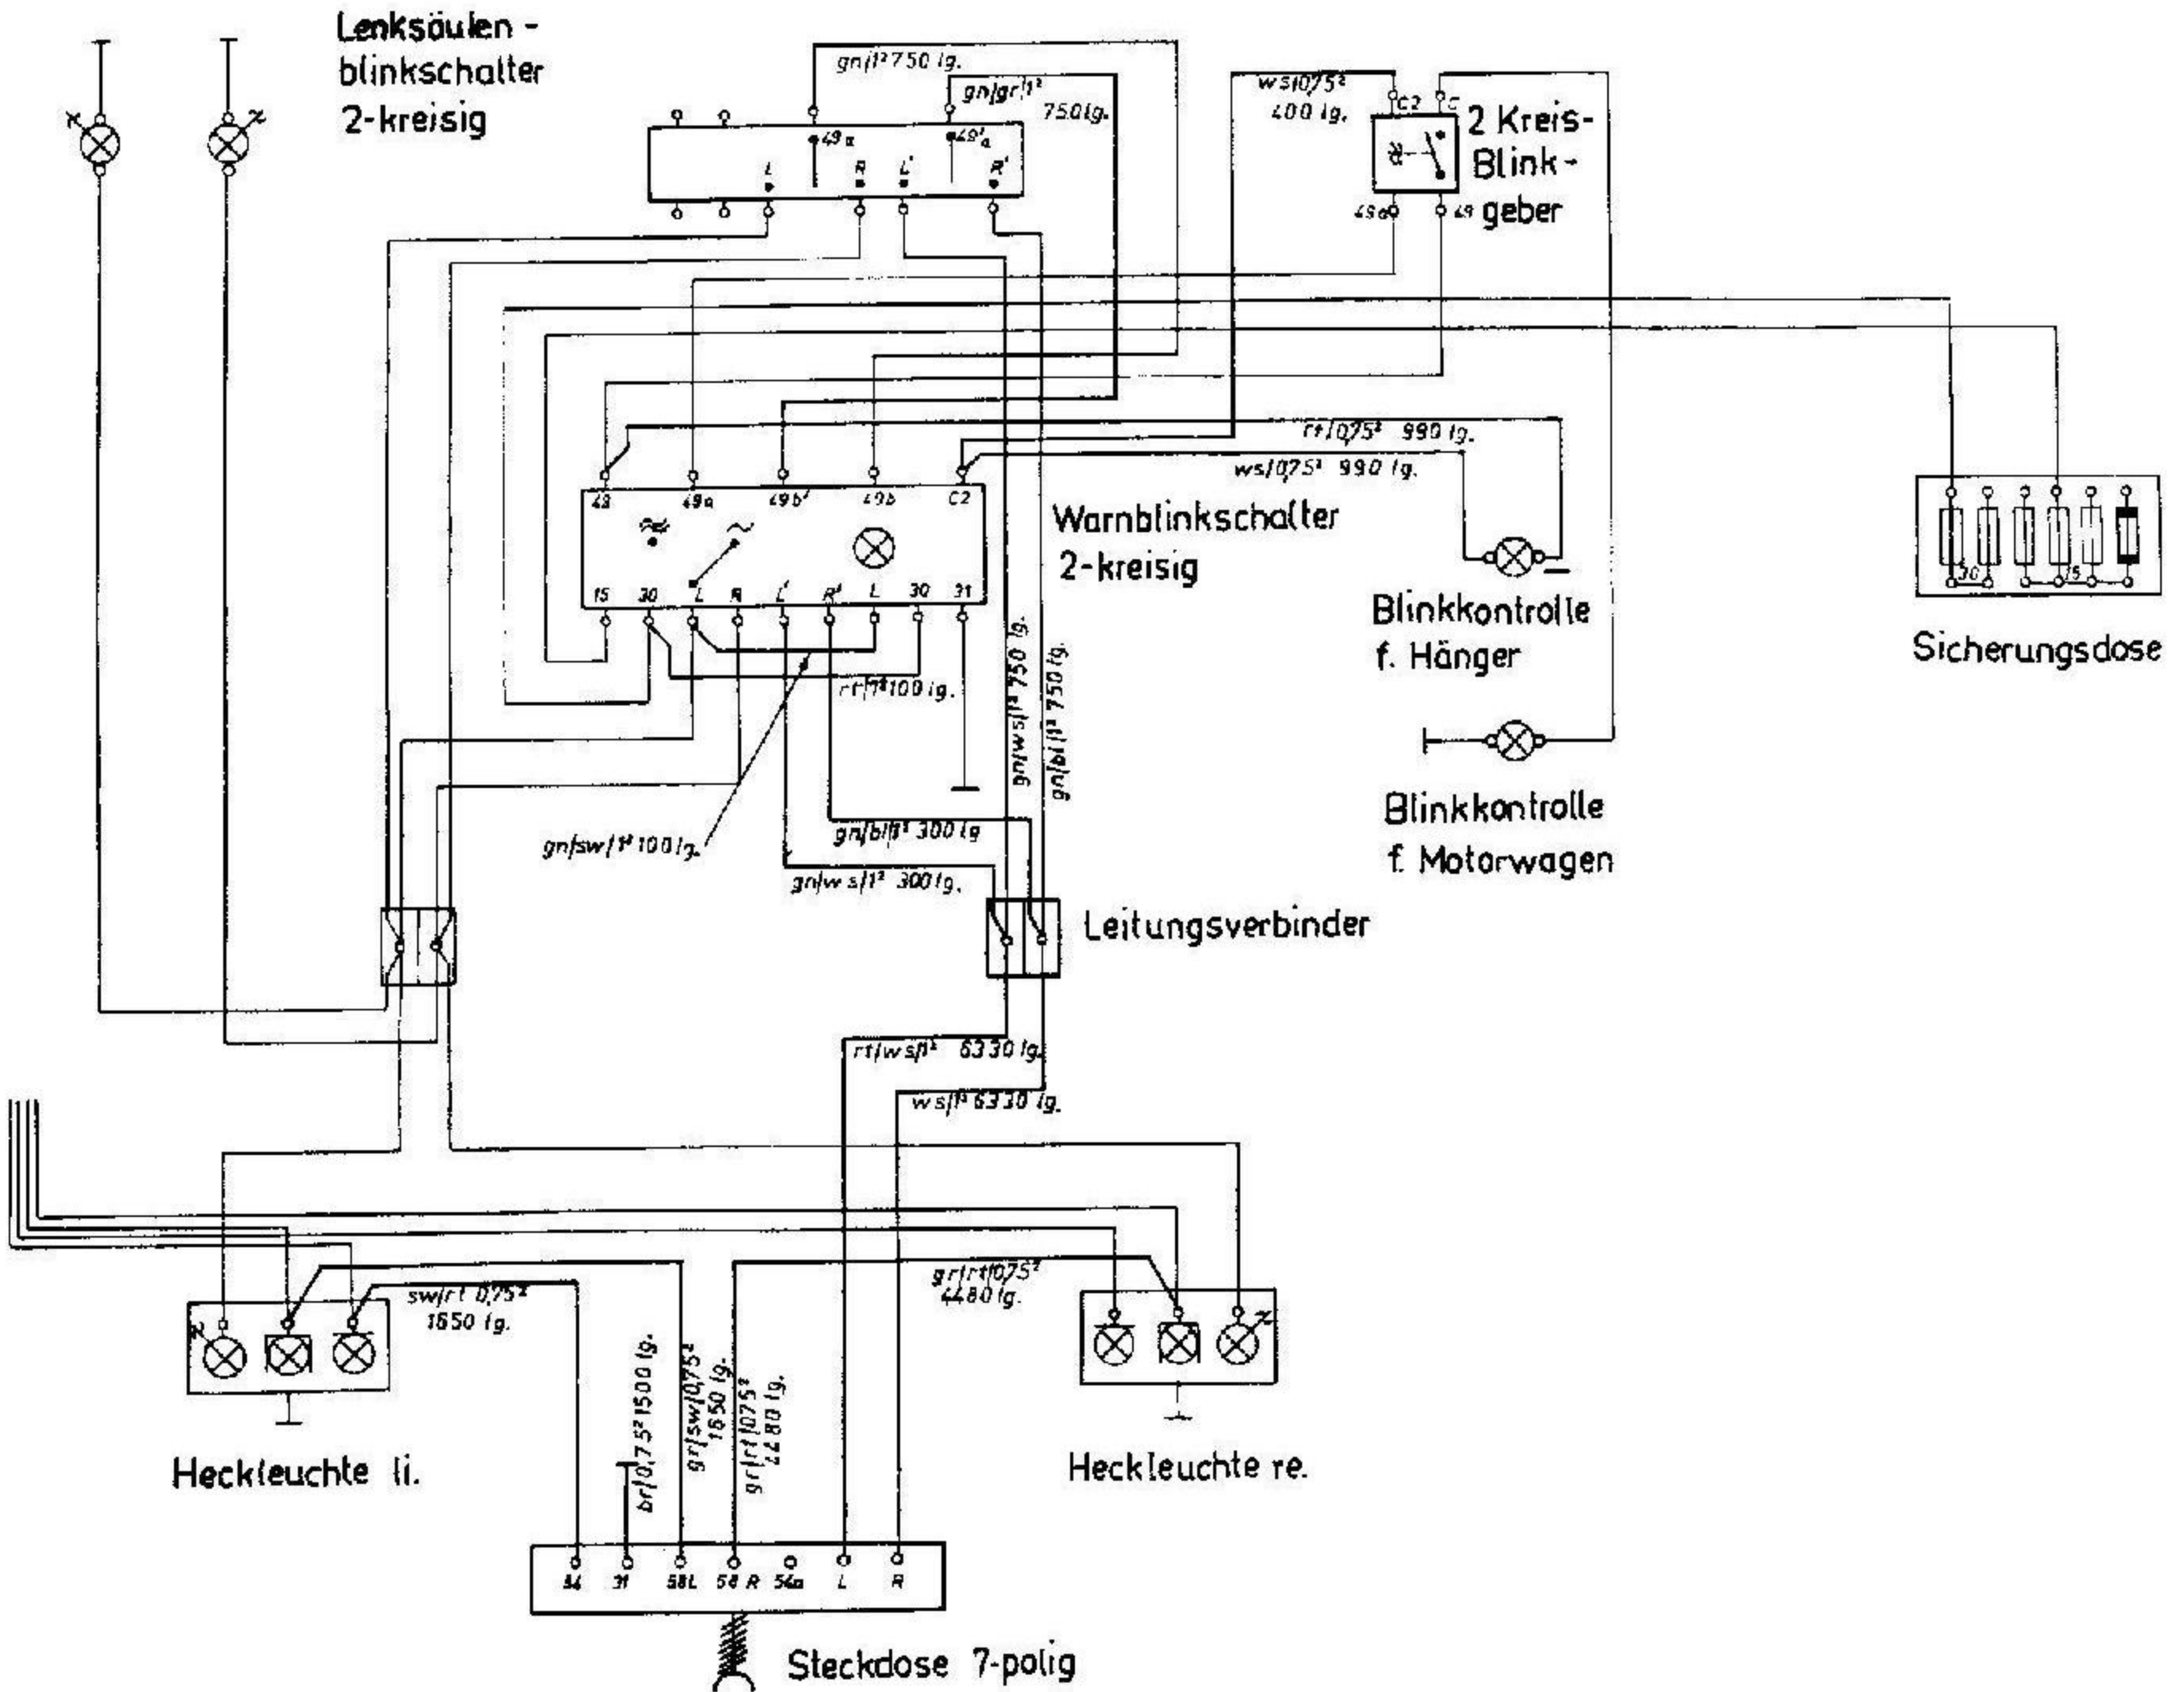 Lenksäulen -
blinkschalter
2-kreisig
gn/1² 750 lg.
gn/gr/1²
750 lg.
49a
49'a
L
R
L'
R'
ws/0,75²
400 lg.
C2
C
2 Kreis-
Blink-
geber
49a
49
rt/0,75² 990 lg.
ws/0,75² 990 lg.
49
49a
49b'
49b
C2
15
30
L
R
L'
R'
L
30
31
Warnblinkschalter
2-kreisig
Blinkkontrolle
f. Hänger
30
15
Sicherungsdose
rt/1² 100 lg.
gn/ws/1² 750 lg.
gn/bl/1² 750 lg.
Blinkkontrolle
f. Motorwagen
gn/sw/1² 100 lg.
gn/bl/1² 300 lg
gn/ws/1² 300 lg.
Leitungsverbinder
rt/ws/1² 6330 lg.
ws/1² 6330 lg.
sw/rt 0,75²
1650 lg.
gr/rt/0,75²
4480 lg.
br/0,75² 1500 lg.
gr/sw/0,75²
1650 lg.
gr/rt/0,75²
4480 lg.
Heckleuchte li.
Heckleuchte re.
54
31
58L
58 R
54a
L
R
Steckdose 7-polig